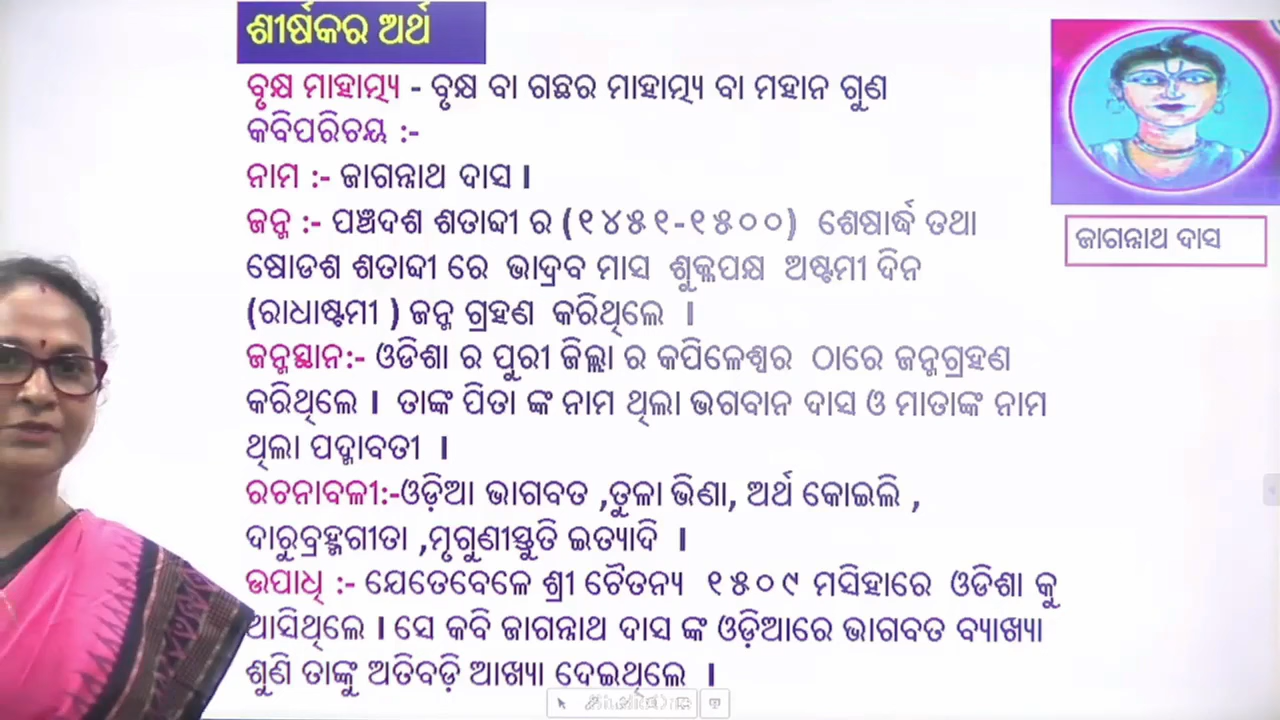 ଶୀର୍ଷକର ଅର୍ଥ
ବୃକ୍ଷ ମାହାତ୍ମ୍ୟ - ବୃକ୍ଷ ବା ଗଛର ମାହାତ୍ମ୍ୟ ବା ମହାନ ଗୁଣ
କବିପରିଚୟ :-
ନାମ :- ଜାଗନ୍ନାଥ ଦାସ ।
ଜନ୍ମ :- ପଞ୍ଚଦଶ ଶତାବ୍ଦୀ ର (୧୪୫୧-୧୫୦୦) ଶେଷାର୍ଦ୍ଧ ତଥା
ଷୋଡଶ ଶତାବ୍ଦୀ ରେ ଭାଦ୍ରବ ମାସ ଶୁକ୍ଳପକ୍ଷ ଅଷ୍ଟମୀ ଦିନ
(ରାଧାଷ୍ଟମୀ ) ଜନ୍ମ ଗ୍ରହଣ କରିଥିଲେ ।
ଜନ୍ମସ୍ଥାନ:- ଓଡିଶା ର ପୁରୀ ଜିଲ୍ଲା ର କପିଳେଶ୍ୱର ଠାରେ ଜନ୍ମଗ୍ରହଣ
କରିଥିଲେ । ତାଙ୍କ ପିତା ଙ୍କ ନାମ ଥିଲା ଭଗବାନ ଦାସ ଓ ମାତାଙ୍କ ନାମ
ଥିଲା ପଦ୍ମାବତୀ ।
ରଚନାବଳୀ:-ଓଡ଼ିଆ ଭାଗବତ ,ତୁଳା ଭିଣା, ଅର୍ଥ କୋଇଲି ,
ଦାରୁବ୍ରହ୍ମଗୀତା ,ମୃଗୁଣୀସ୍ତୁତି ଇତ୍ୟାଦି ।
ଉପାଧି :- ଯେତେବେଳେ ଶ୍ରୀ ଚୈତନ୍ୟ ୧୫୦୯ ମସିହାରେ ଓଡିଶା କୁ
ଆସିଥିଲେ । ସେ କବି ଜାଗନ୍ନାଥ ଦାସ ଙ୍କ ଓଡ଼ିଆରେ ଭାଗବତ ବ୍ୟାଖ୍ୟା
ଶୁଣି ତାଙ୍କୁ ଅତିବଡ଼ି ଆଖ୍ୟା ଦେଇଥିଲେ ।
ଜାଗନ୍ନାଥ ଦାସ